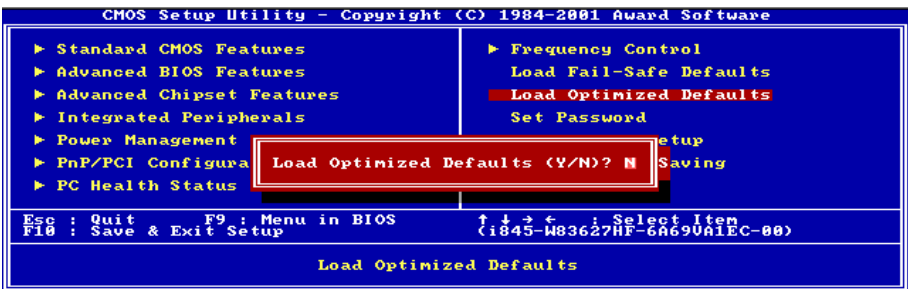 CMOS Setup Utility - Copyright (C) 1984-2001 Award Software
▶ Standard CMOS Features
▶ Advanced BIOS Features
▶ Advanced Chipset Features
▶ Integrated Peripherals
▶ Power Management
▶ PnP/PCI Configura
▶ PC Health Status
▶ Frequency Control
Load Fail-Safe Defaults
Load Optimized Defaults
Set Password
etup
Saving
Load Optimized Defaults (Y/N)? N
Esc : Quit F9 : Menu in BIOS ↑ ↓ → ← : Select Item
F10 : Save & Exit Setup (i845-W83627HF-6A69VA1EC-00)
Load Optimized Defaults